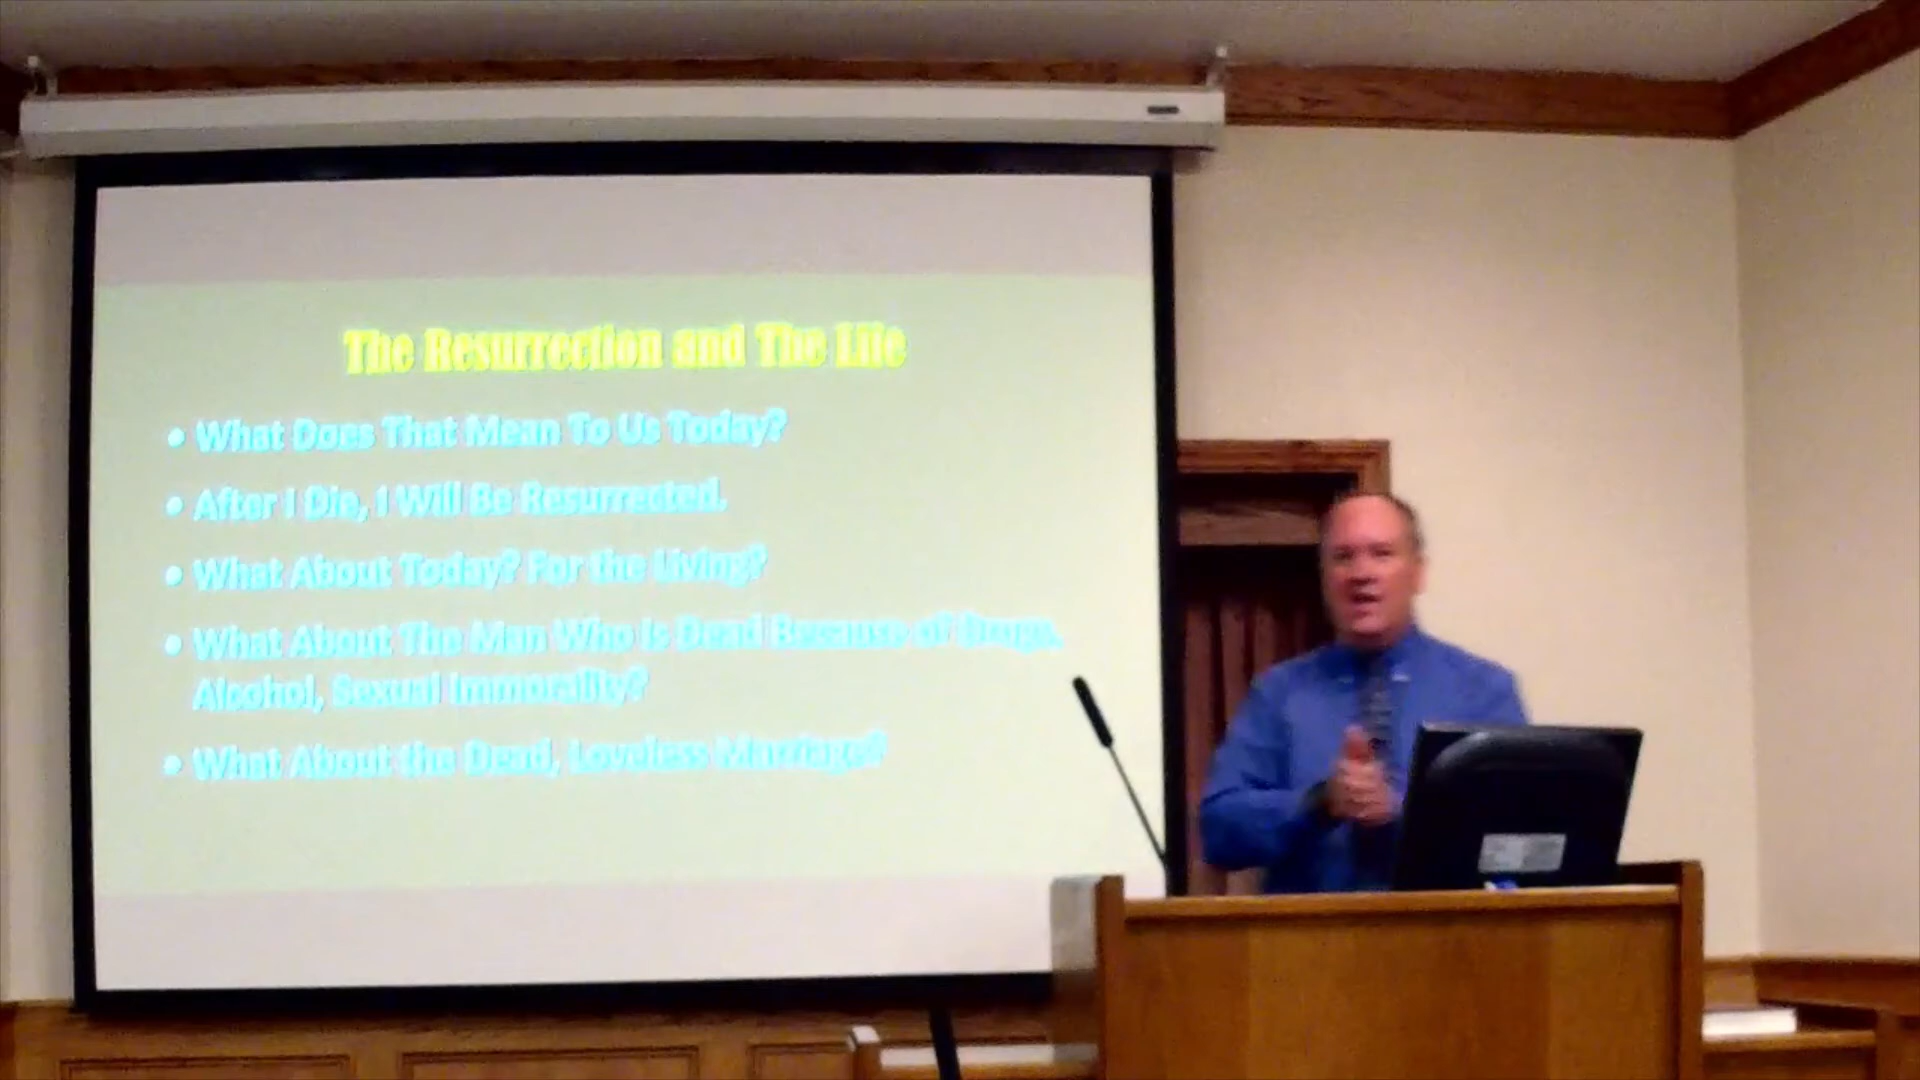 The Resurrection and The Life
• What Does That Mean To Us Today?
• After I Die, I Will Be Resurrected.
• What About Today? For the Living?
• What About The Man Who Is Dead Because of Drugs,
Alcohol, Sexual Immorality?
• What About the Dead, Loveless Marriage?